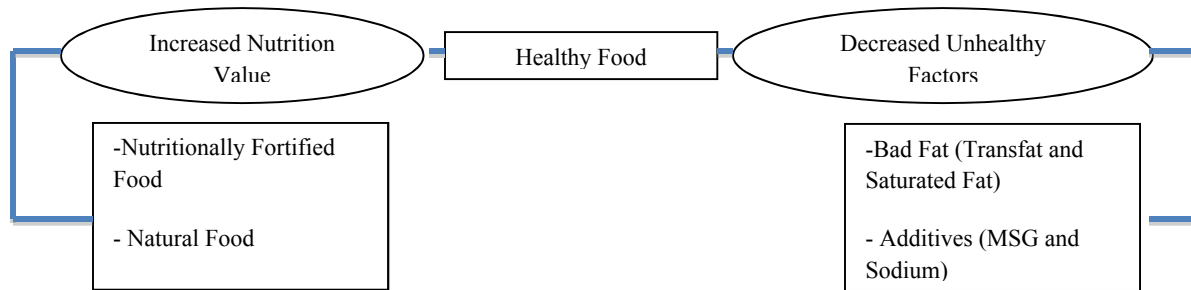 Increased Nutrition
Value
Healthy Food
Decreased Unhealthy
Factors
-Nutritionally Fortified
Food
- Natural Food
-Bad Fat (Transfat and
Saturated Fat)
- Additives (MSG and
Sodium)